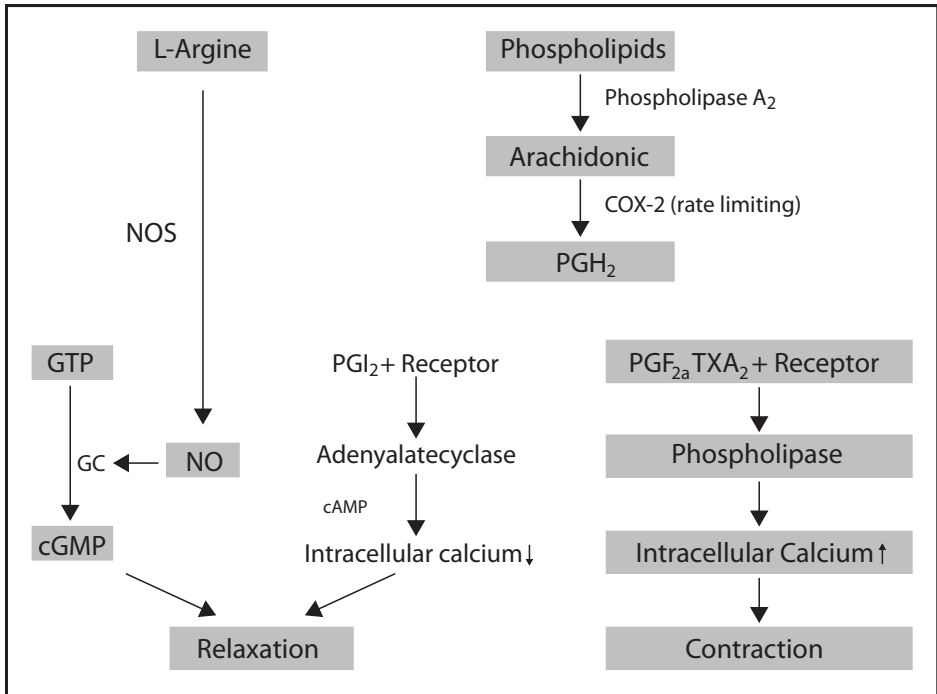 L-Argine
Phospholipids
Phospholipase A₂
Arachidonic
COX-2 (rate limiting)
NOS
PGH₂
GTP
PGI₂ + Receptor
PGF₂ₐ TXA₂ + Receptor
GC
NO
Adenyalatecyclase
Phospholipase
cAMP
cGMP
Intracellular calcium↓
Intracellular Calcium↑
Relaxation
Contraction